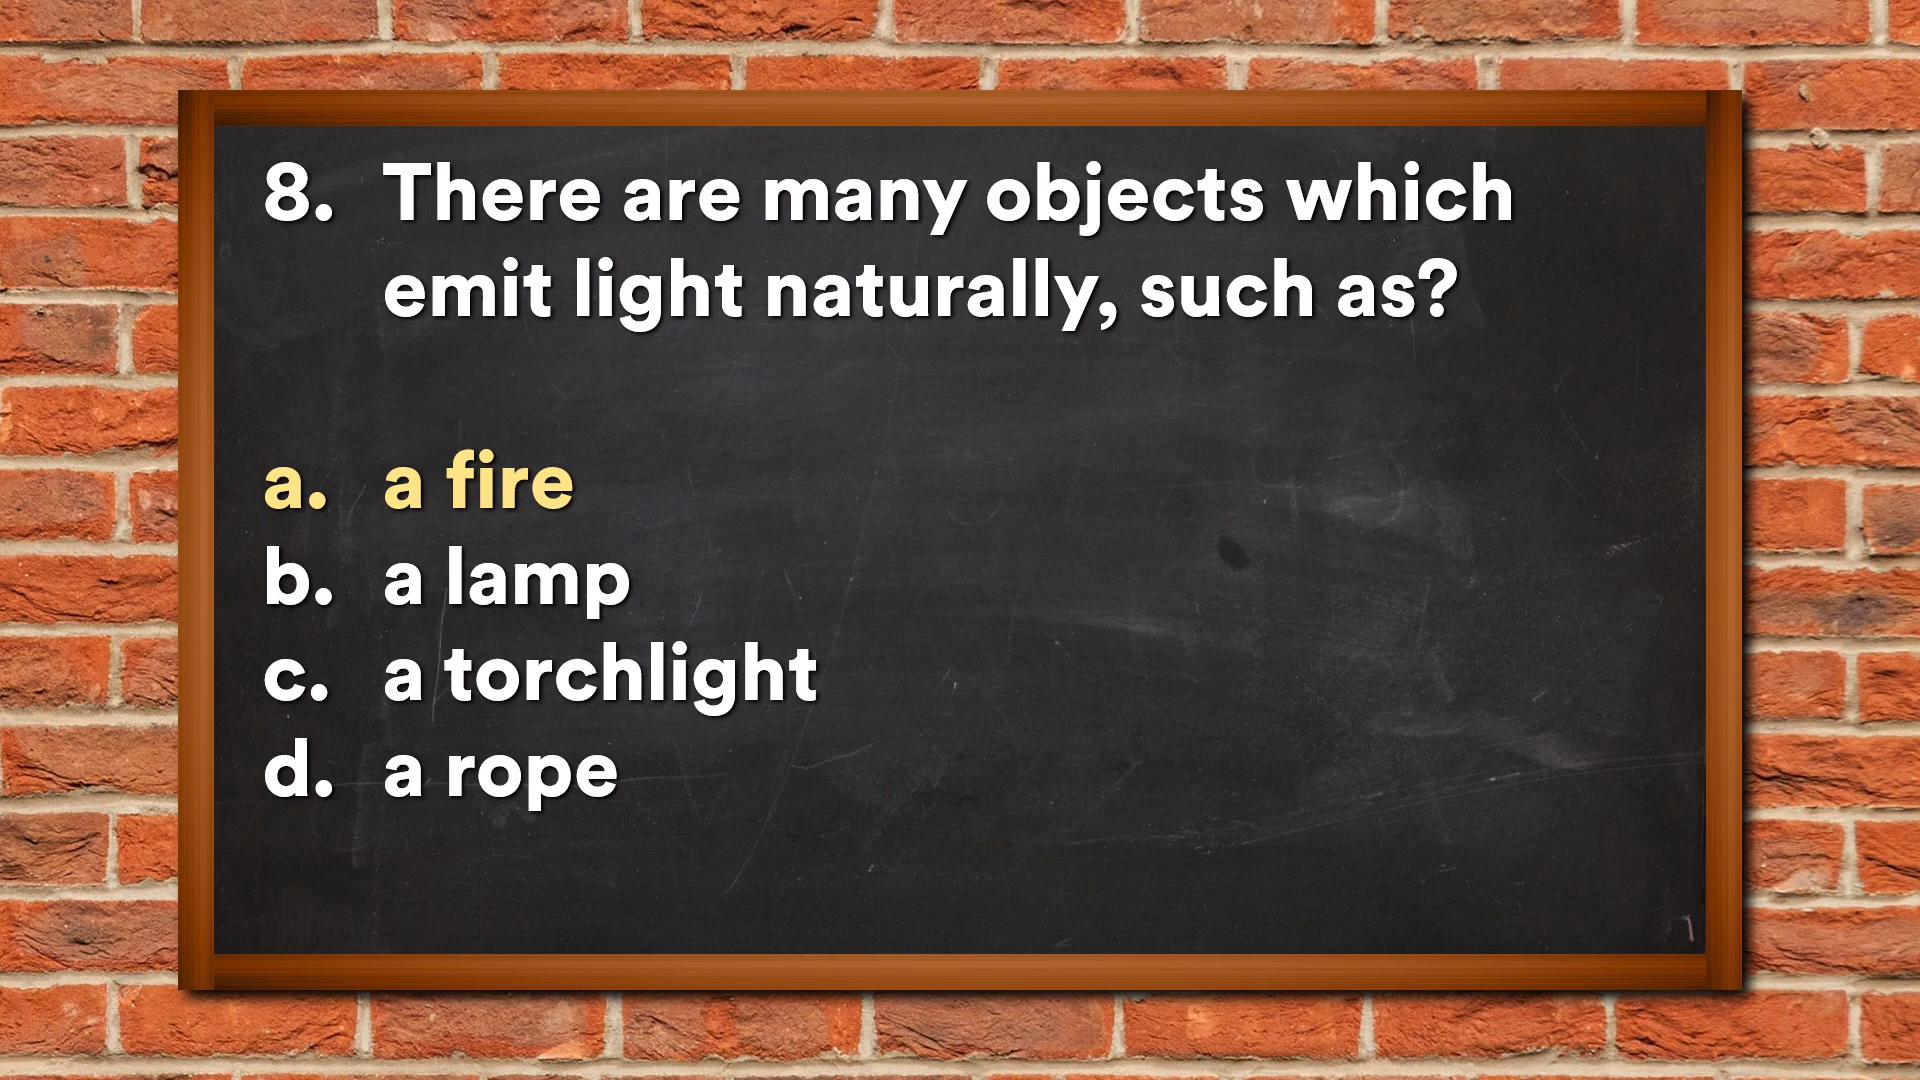 8. There are many objects which
emit light naturally, such as?
a. a fire
b. a lamp
c. a torchlight
d. a rope